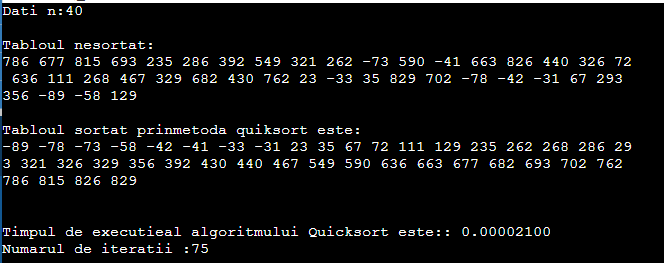 Dati n:40
Tabloul nesortat:
786 677 815 693 235 286 392 549 321 262 -73 590 -41 663 826 440 326 72
636 111 268 467 329 682 430 762 23 -33 35 829 702 -78 -42 -31 67 293
356 -89 -58 129
Tabloul sortat prinmetoda quiksort este:
-89 -78 -73 -58 -42 -41 -33 -31 23 35 67 72 111 129 235 262 268 286 29
3 321 326 329 356 392 430 440 467 549 590 636 663 677 682 693 702 762
786 815 826 829
Timpul de executieal algoritmului Quicksort este:: 0.00002100
Numarul de iteratii :75